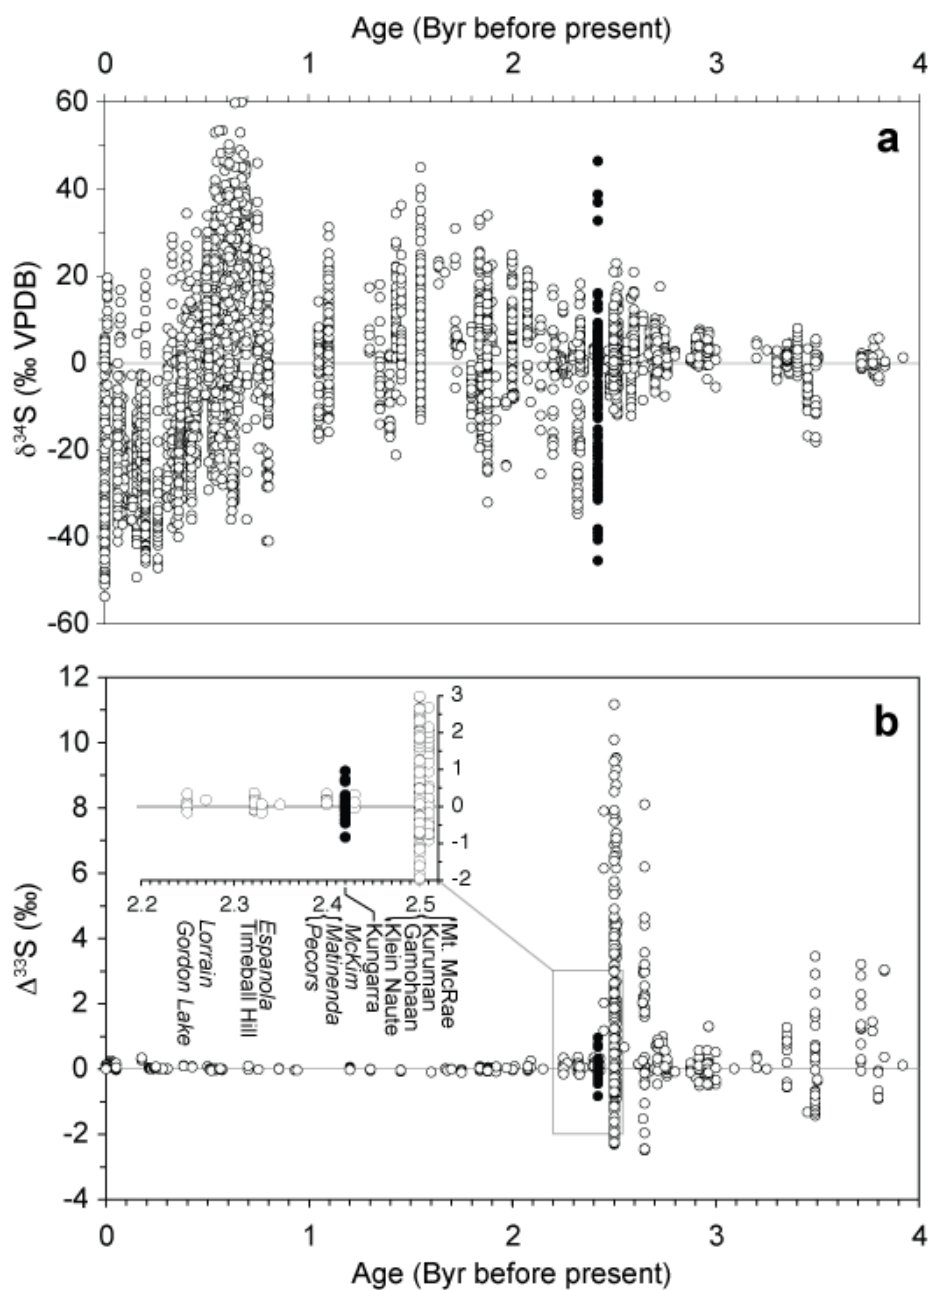 Age (Byr before present)
0 1 2 3 4
60
40
20
0
-20
-40
-60
δ³⁴S (‰ VPDB)
a
12
10
8
6
4
2
0
-2
-4
Δ³³S (‰)
b
3
2
1
0
-1
-2
2.2 2.3 2.4 2.5
Gordon Lake
Lorrain
Timeball Hill
Espanola
Pecors
Matinenda
McKim
Kungarra
Klein Naute
Gamohaan
Kuruman
Mt. McRae
0 1 2 3 4
Age (Byr before present)